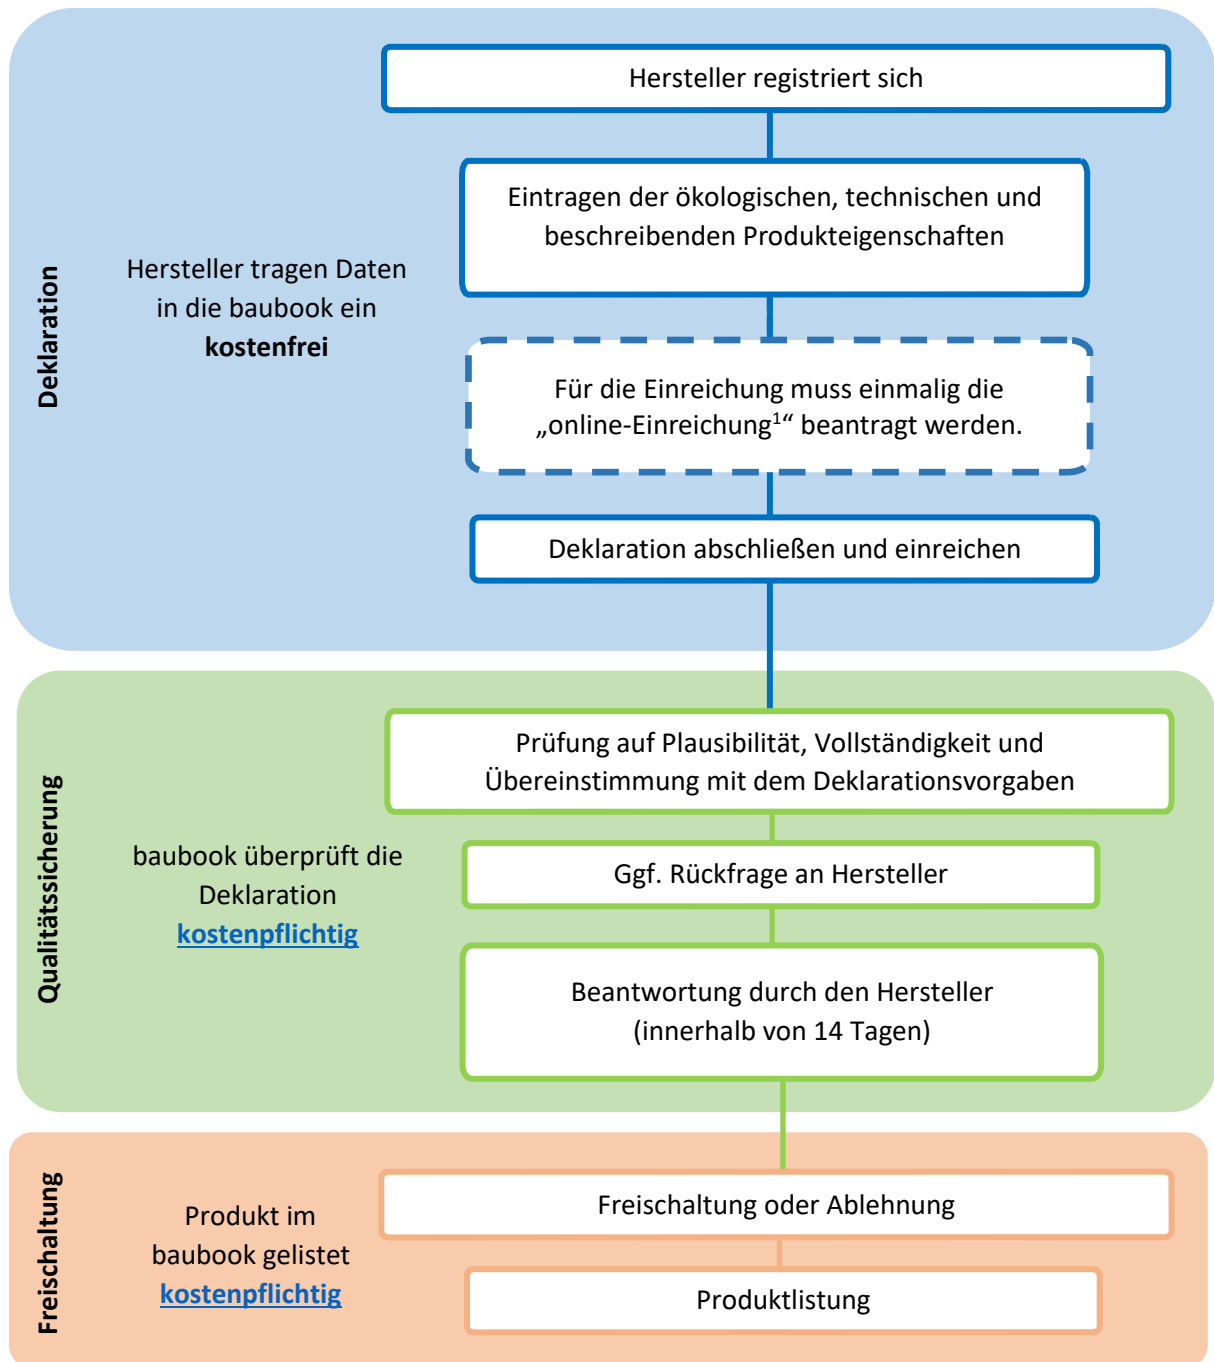 Deklaration
Hersteller tragen Daten
in die baubook ein
kostenfrei
Hersteller registriert sich
Eintragen der ökologischen, technischen und
beschreibenden Produkteigenschaften
Für die Einreichung muss einmalig die
„online-Einreichung¹“ beantragt werden.
Deklaration abschließen und einreichen
Qualitätssicherung
baubook überprüft die
Deklaration
kostenpflichtig
Prüfung auf Plausibilität, Vollständigkeit und
Übereinstimmung mit dem Deklarationsvorgaben
Ggf. Rückfrage an Hersteller
Beantwortung durch den Hersteller
(innerhalb von 14 Tagen)
Freischaltung
Produkt im
baubook gelistet
kostenpflichtig
Freischaltung oder Ablehnung
Produktlistung